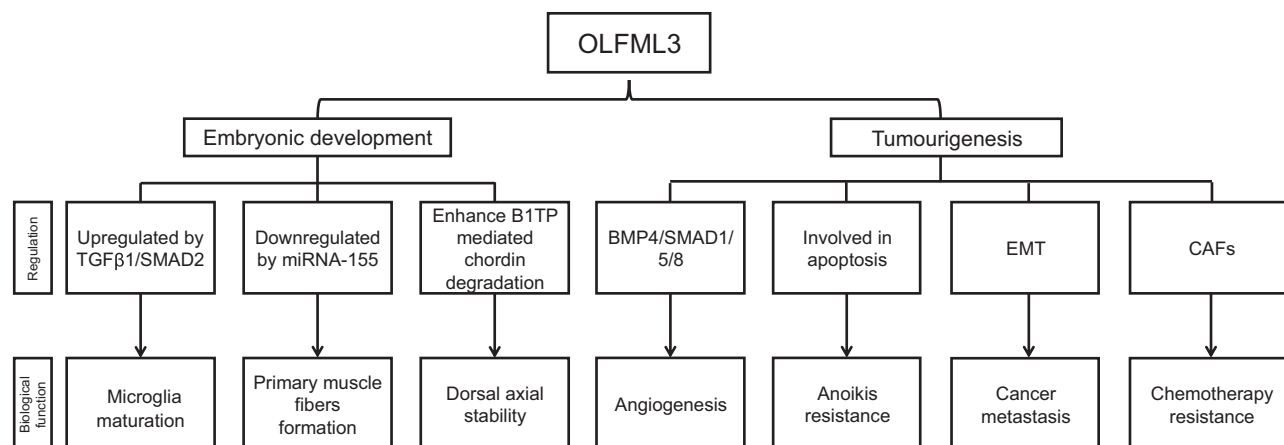 OLFML3
Embryonic development
Tumourigenesis
Regulation
Upregulated by
TGFβ1/SMAD2
Downregulated
by miRNA-155
Enhance B1TP
mediated
chordin
degradation
BMP4/SMAD1/
5/8
Involved in
apoptosis
EMT
CAFs
Biological
function
Microglia
maturation
Primary muscle
fibers
formation
Dorsal axial
stability
Angiogenesis
Anoikis
resistance
Cancer
metastasis
Chemotherapy
resistance